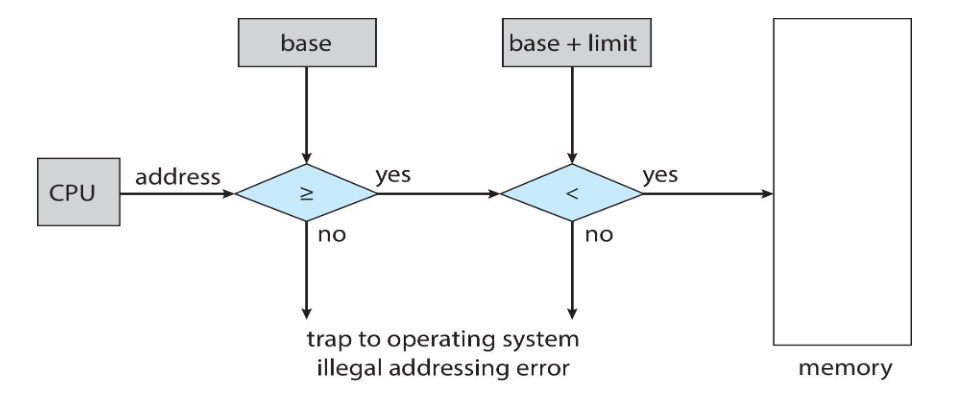 base
base + limit
CPU
address
≥
yes
<
yes
no
no
trap to operating system
illegal addressing error
memory